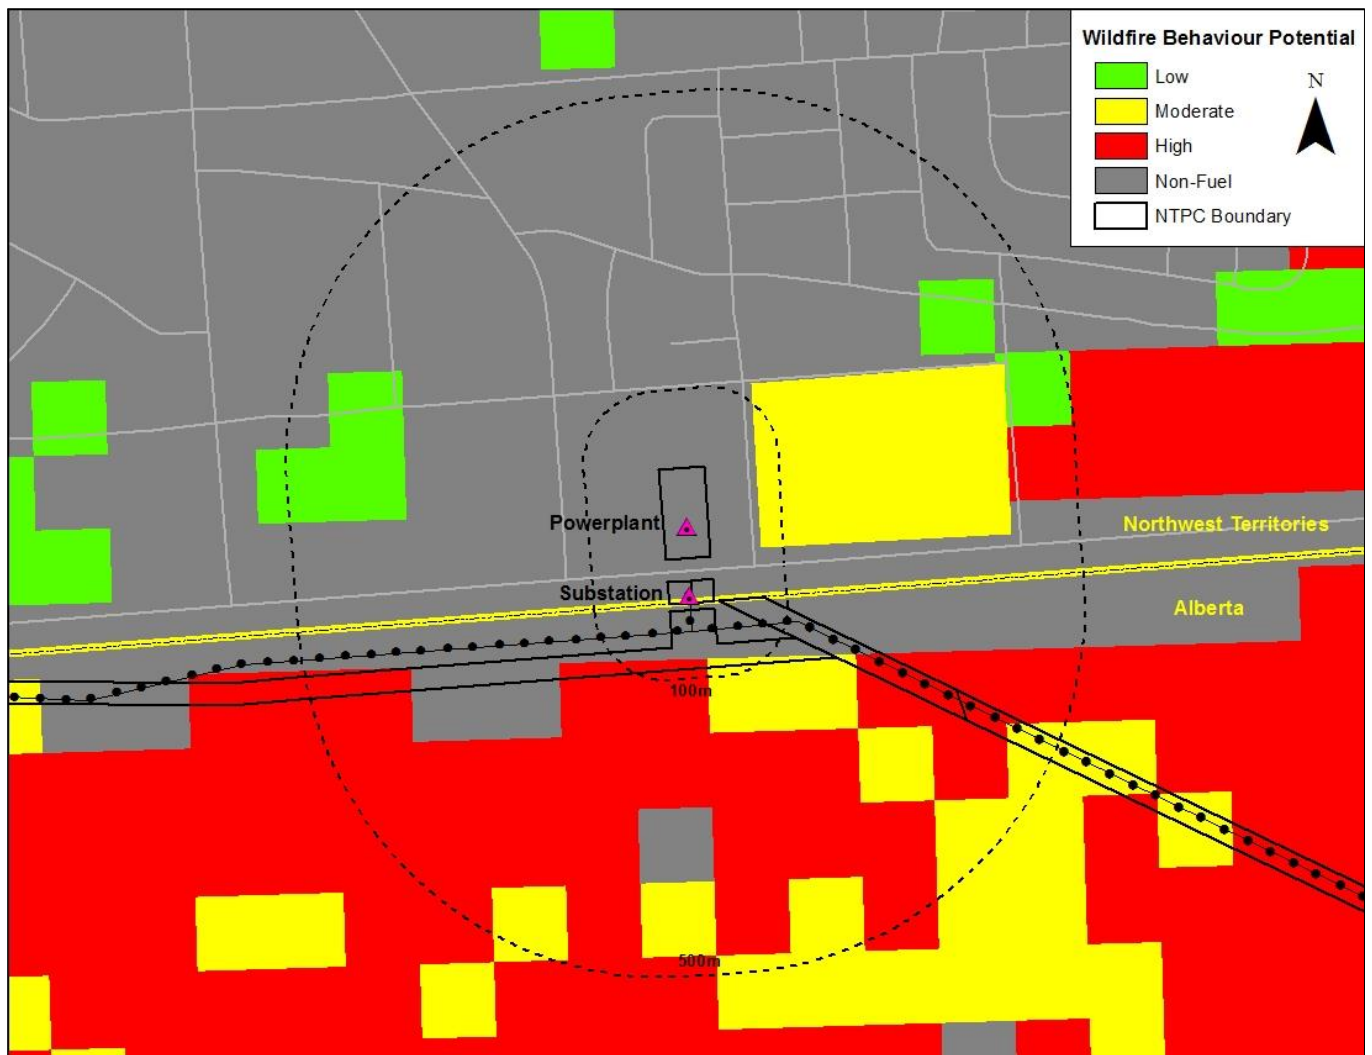 Wildfire Behaviour Potential
Low
N
Moderate
High
Non-Fuel
NTPC Boundary
Powerplant
Northwest Territories
Substation
Alberta
100m
500m